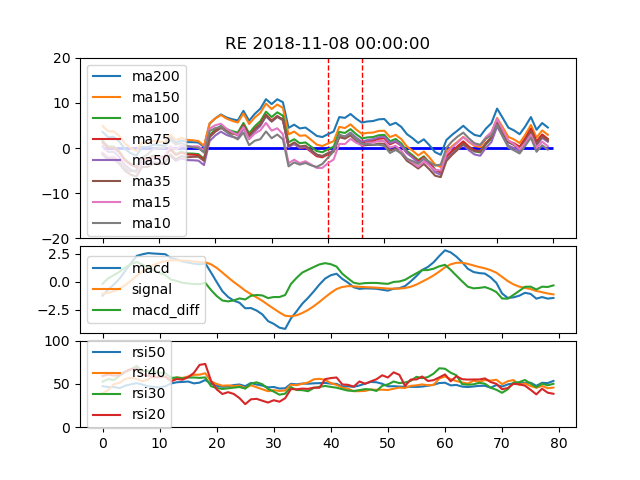 RE 2018-11-08 00:00:00
20
10
0
−10
−20
ma200
ma150
ma100
ma75
ma50
ma35
ma15
ma10
2.5
0.0
−2.5
macd
signal
macd_diff
100
50
0
rsi50
rsi40
rsi30
rsi20
0 10 20 30 40 50 60 70 80